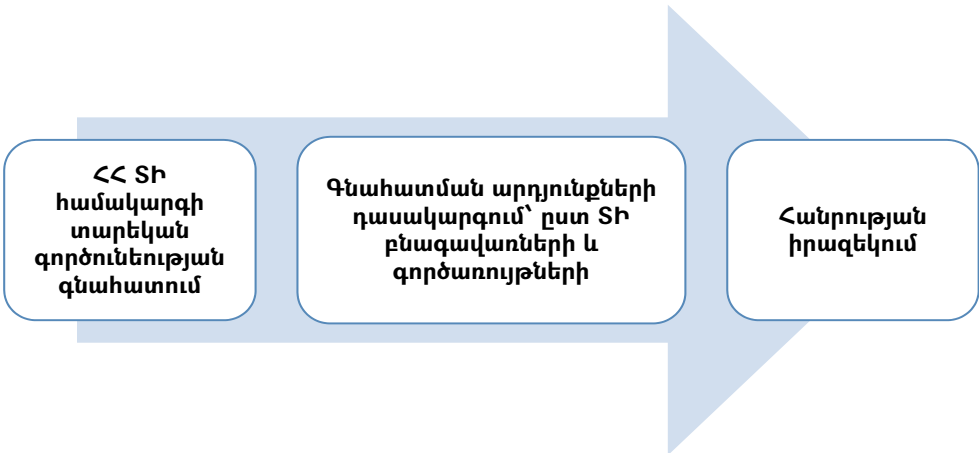 ՀՀ ՏԻ
համակարգի
տարեկան
գործունեության
գնահատում
Գնահատման արդյունքների
դասակարգում՝ ըստ ՏԻ
բնագավառների և
գործառույթների
Հանրության
իրազեկում